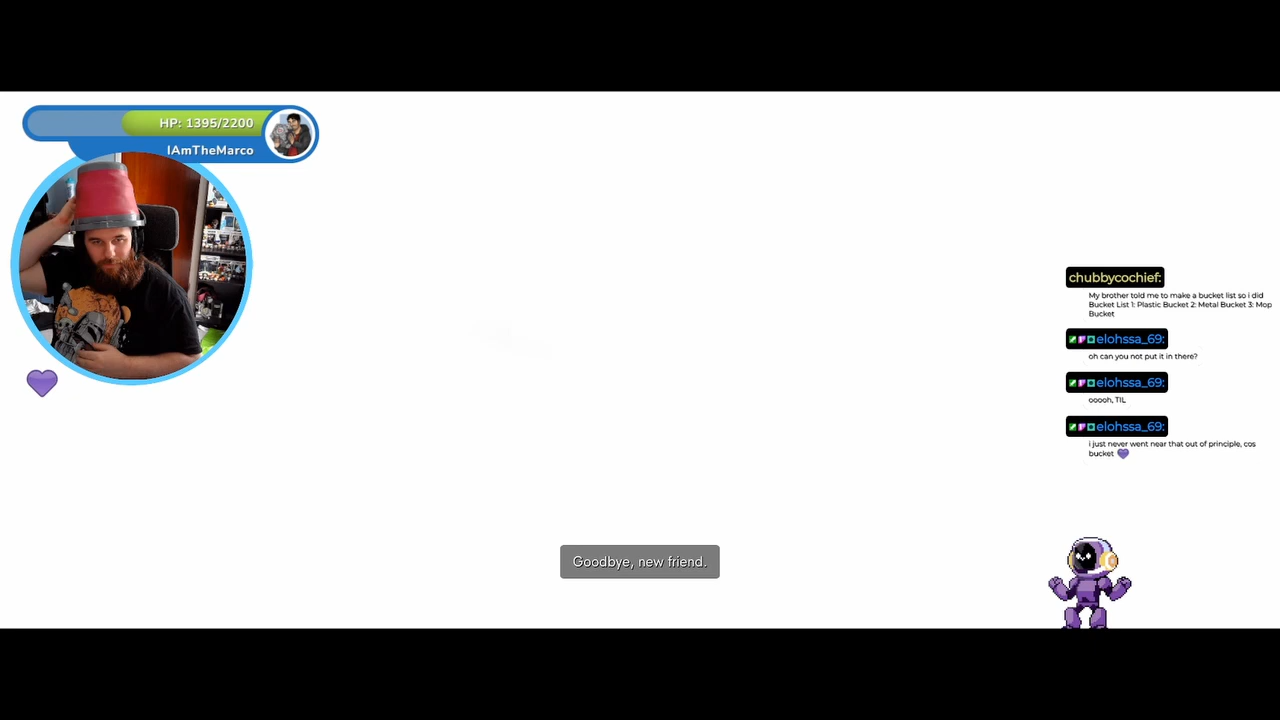 HP: 1395/2200
IAmTheMarco
chubbycochief:
My brother told me to make a bucket list so i did
Bucket List 1: Plastic Bucket 2: Metal Bucket 3: Mop
Bucket
elohssa_69:
oh can you not put it in there?
elohssa_69:
ooooh, TIL
elohssa_69:
i just never went near that out of principle, cos
bucket
Goodbye, new friend.